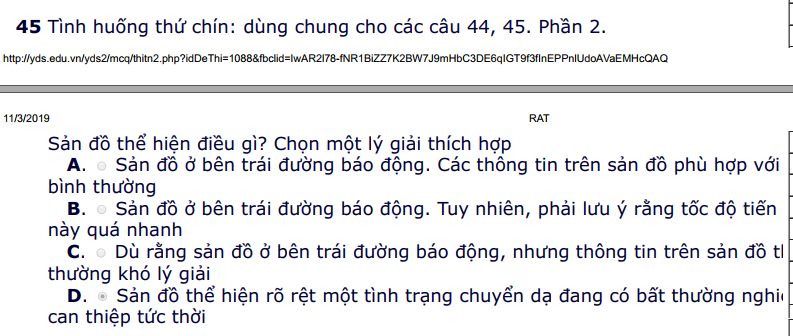 45 Tình huống thứ chín: dùng chung cho các câu 44, 45. Phần 2.
http://yds.edu.vn/yds2/mcq/thitn2.php?idDeThi=1088&fbclid=IwAR2I78-fNR1BiZZ7K2BW7J9mHbC3DE6qIGT9f3fInEPPnIUdoAVaEMHcQAQ
11/3/2019 RAT
Sản đồ thể hiện điều gì? Chọn một lý giải thích hợp
A. Sản đồ ở bên trái đường báo động. Các thông tin trên sản đồ phù hợp với
bình thường
B. Sản đồ ở bên trái đường báo động. Tuy nhiên, phải lưu ý rằng tốc độ tiến
này quá nhanh
C. Dù rằng sản đồ ở bên trái đường báo động, nhưng thông tin trên sản đồ
thường khó lý giải
D. Sản đồ thể hiện rõ rệt một tình trạng chuyển dạ đang có bất thường
can thiệp tức thời